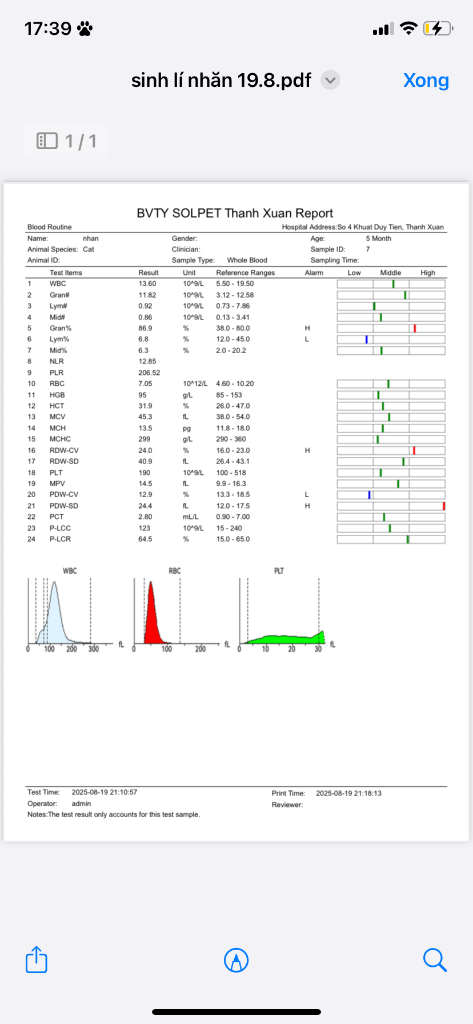 17:39
sinh lí nhăn 19.8.pdf Xong
1/1
BVTY SOLPET Thanh Xuan Report
Blood Routine Hospital Address:So 4 Khuat Duy Tien, Thanh Xuan
Name: nhan Gender: Age: 5 Month
Animal Species: Cat Clinician: Sample ID: 7
Animal ID: Sample Type: Whole Blood Sampling Time:
Test Items Result Unit Reference Ranges Alarm Low Middle High
1 WBC 13.60 10^9/L 5.50 - 19.50
2 Gran# 11.82 10^9/L 3.12 - 12.58
3 Lym# 0.92 10^9/L 0.73 - 7.86
4 Mid# 0.86 10^9/L 0.13 - 3.41
5 Gran% 86.9 % 38.0 - 80.0 H
6 Lym% 6.8 % 12.0 - 45.0 L
7 Mid% 6.3 % 2.0 - 20.2
8 NLR 12.85
9 PLR 206.52
10 RBC 7.05 10^12/L 4.60 - 10.20
11 HGB 95 g/L 85 - 153
12 HCT 31.9 % 26.0 - 47.0
13 MCV 45.3 fL 38.0 - 54.0
14 MCH 13.5 pg 11.8 - 18.0
15 MCHC 299 g/L 290 - 360
16 RDW-CV 24.0 % 16.0 - 23.0 H
17 RDW-SD 40.9 fL 26.4 - 43.1
18 PLT 190 10^9/L 100 - 518
19 MPV 14.5 fL 9.9 - 16.3
20 PDW-CV 12.9 % 13.3 - 18.5 L
21 PDW-SD 24.4 fL 12.0 - 17.5 H
22 PCT 2.80 mL/L 0.90 - 7.00
23 P-LCC 123 10^9/L 15 - 240
24 P-LCR 64.5 % 15.0 - 65.0
WBC RBC PLT
0 100 200 300 fL 0 100 200 fL 0 10 20 30 fL
Test Time: 2025-08-19 21:10:57 Print Time: 2025-08-19 21:18:13
Operator: admin Reviewer:
Notes:The test result only accounts for this test sample.